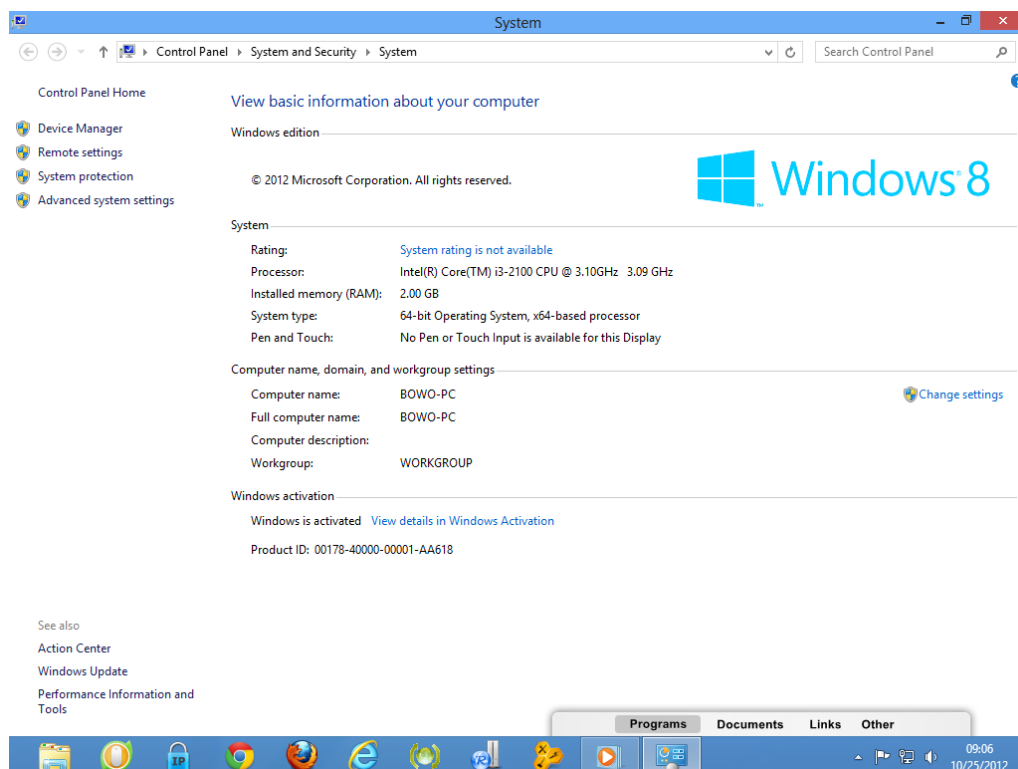 System
Control Panel System and Security System
Search Control Panel
Control Panel Home
Device Manager
Remote settings
System protection
Advanced system settings
View basic information about your computer
Windows edition
© 2012 Microsoft Corporation. All rights reserved.
Windows® 8
™
System
Rating: System rating is not available
Processor: Intel(R) Core(TM) i3-2100 CPU @ 3.10GHz 3.09 GHz
Installed memory (RAM): 2.00 GB
System type: 64-bit Operating System, x64-based processor
Pen and Touch: No Pen or Touch Input is available for this Display
Computer name, domain, and workgroup settings
Computer name: BOWO-PC
Change settings
Full computer name: BOWO-PC
Computer description:
Workgroup: WORKGROUP
Windows activation
Windows is activated View details in Windows Activation
Product ID: 00178-40000-00001-AA618
See also
Action Center
Windows Update
Performance Information and
Tools
Programs Documents Links Other
IP
09:06
10/25/2012